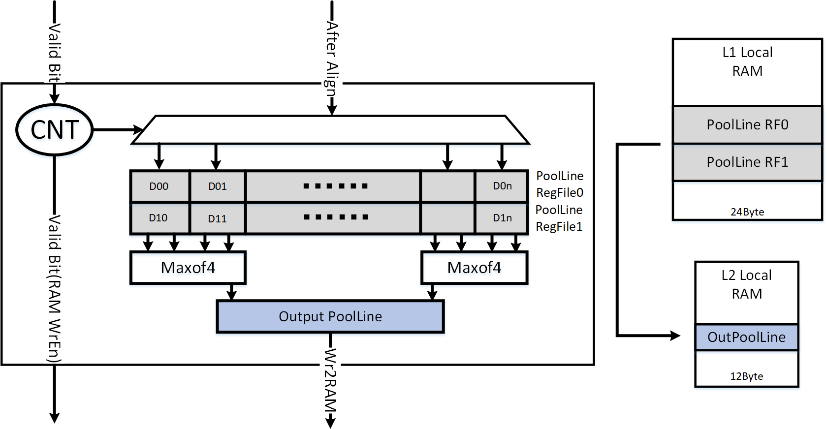 Valid Bit
After Align
CNT
D00
D01
D0n
PoolLine
RegFile0
D10
D11
D1n
PoolLine
RegFile1
Maxof4
Maxof4
Output PoolLine
Valid Bit(RAM WrEn)
Wr2RAM
L1 Local
RAM
PoolLine RF0
PoolLine RF1
24Byte
L2 Local
RAM
OutPoolLine
12Byte